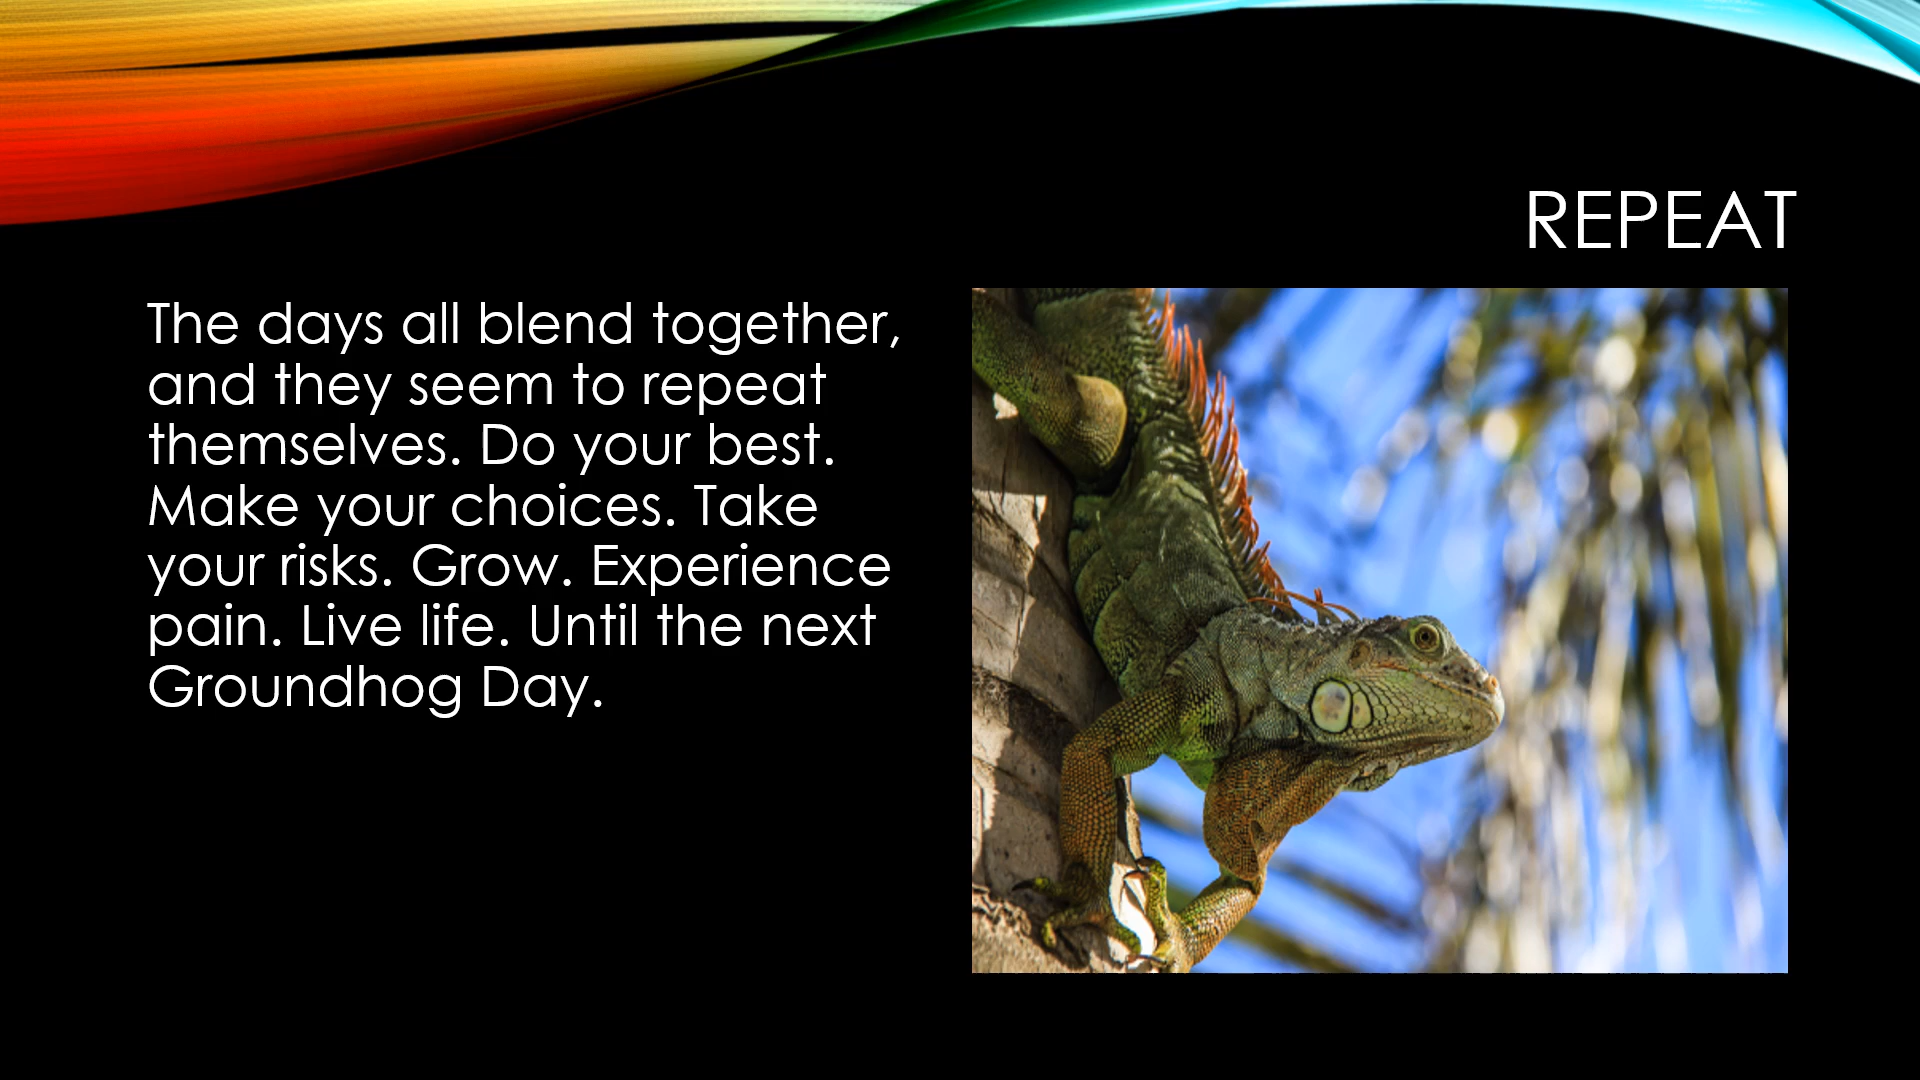 REPEAT
The days all blend together,
and they seem to repeat
themselves. Do your best.
Make your choices. Take
your risks. Grow. Experience
pain. Live life. Until the next
Groundhog Day.